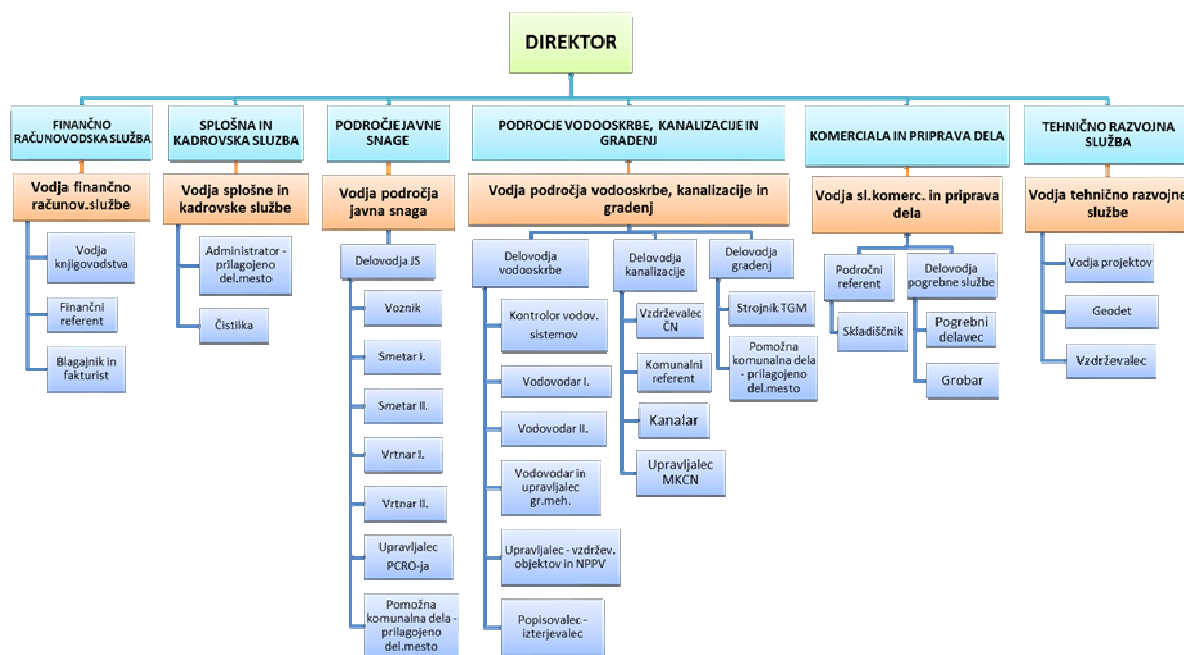 DIREKTOR
FINANČNO
RAČUNOVODSKA SLUŽBA
Vodja finančno
računov.službe
Vodja
knjigovodstva
Finančni
referent
Blagajnik in
fakturist
SPLOŠNA IN
KADROVSKA SLUZBA
Vodja splošne in
kadrovske službe
Administrator -
prilagojeno
del.mesto
Čistilka
PODROČJE JAVNE
SNAGE
Vodja področja
javna snaga
Delovodja JS
Voznik
Smetar I.
Smetar II.
Vrtnar I.
Vrtnar II.
Upravljalec
PCRO-ja
Pomožna
komunalna dela -
prilagojeno
del.mesto
PODROCJE VODOOSKRBE, KANALIZACIJE IN
GRADENJ
Vodja področja vodooskrbe, kanalizacije in
gradenj
Delovodja
vodooskrbe
Kontrolor vodov.
sistemov
Vodovodar I.
Vodovodar II.
Vodovodar in
upravljalec
gr.meh.
Upravljalec - vzdržev.
objektov in NPPV
Popisovalec -
izterjevalec
Delovodja
kanalizacije
Vzdrževalec
ČN
Komunalni
referent
Kanalar
Upravljalec
MKCN
Delovodja
gradenj
Strojnik TGM
Pomožna
komunalna dela
- prilagojeno
del.mesto
KOMERCIALA IN PRIPRAVA DELA
Vodja sl.komerc. in priprava
dela
Področni
referent
Skladiščnik
Delovodja
pogrebne službe
Pogrebni
delavec
Grobar
TEHNIČNO RAZVOJNA
SLUŽBA
Vodja tehnično razvojne
službe
Vodja projektov
Geodet
Vzdrževalec